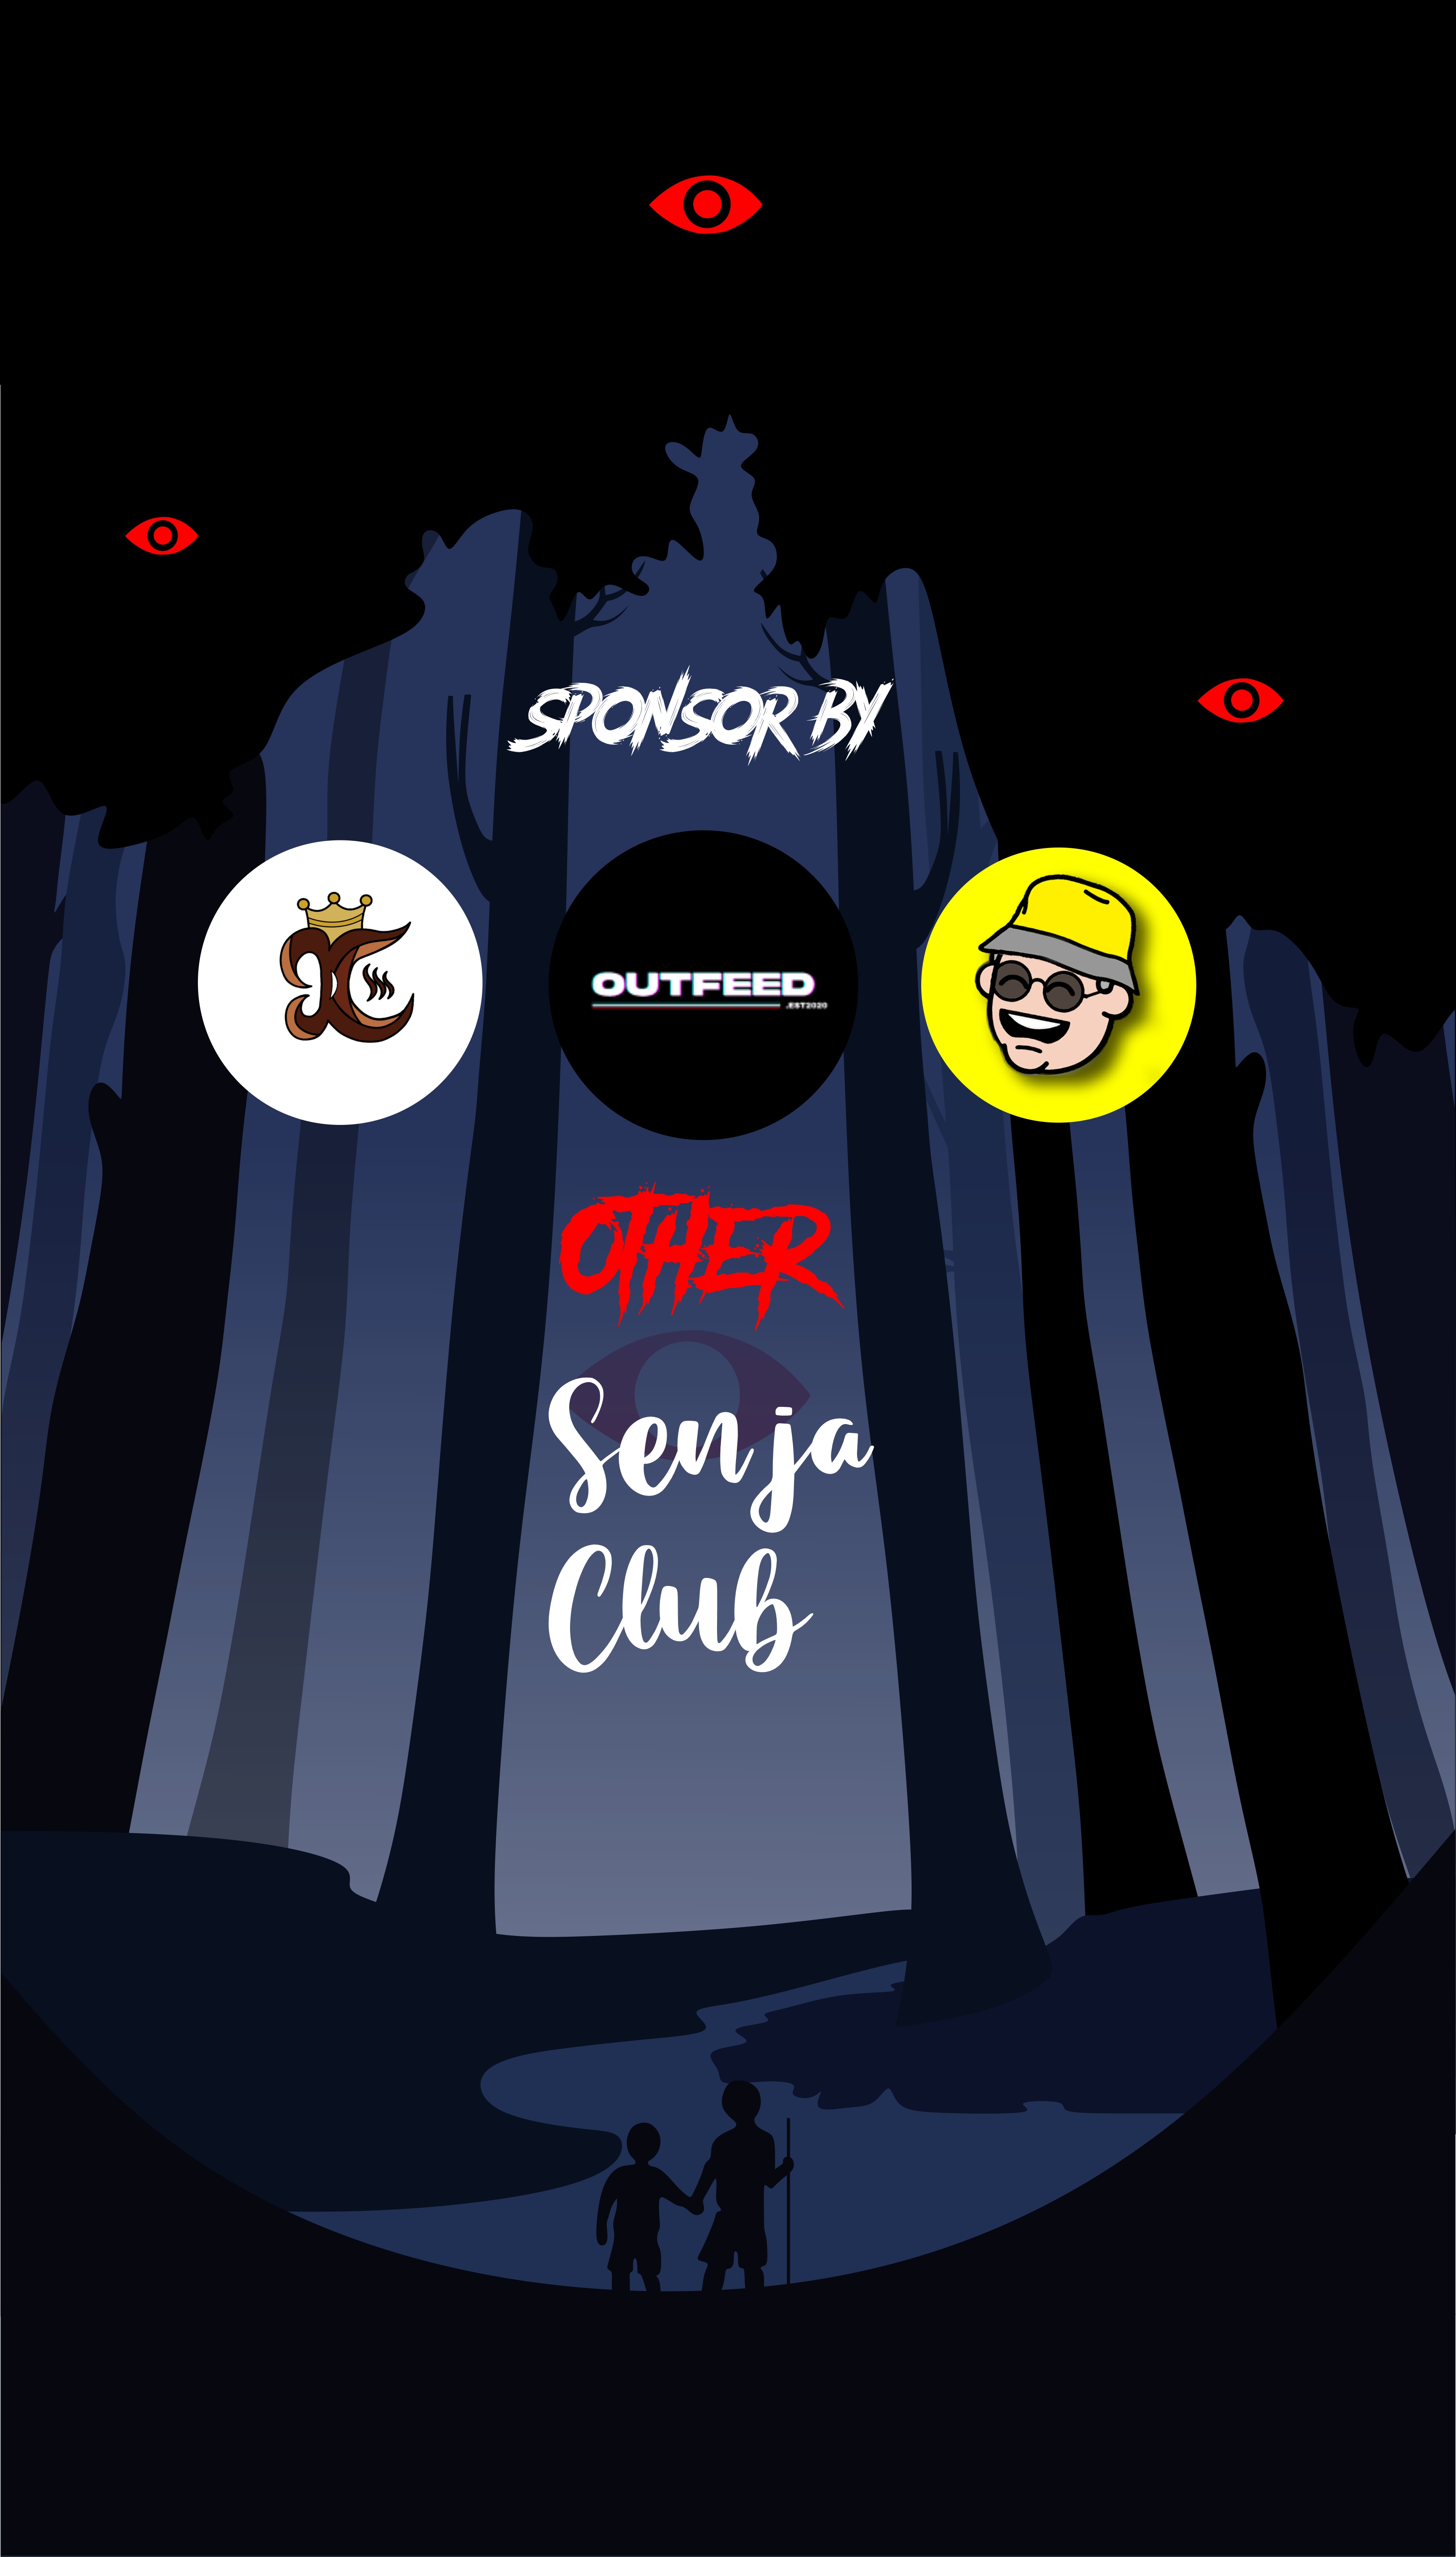 SPONSOR BY
OUTFEED
.EST2020
OTHER
Senja
Club